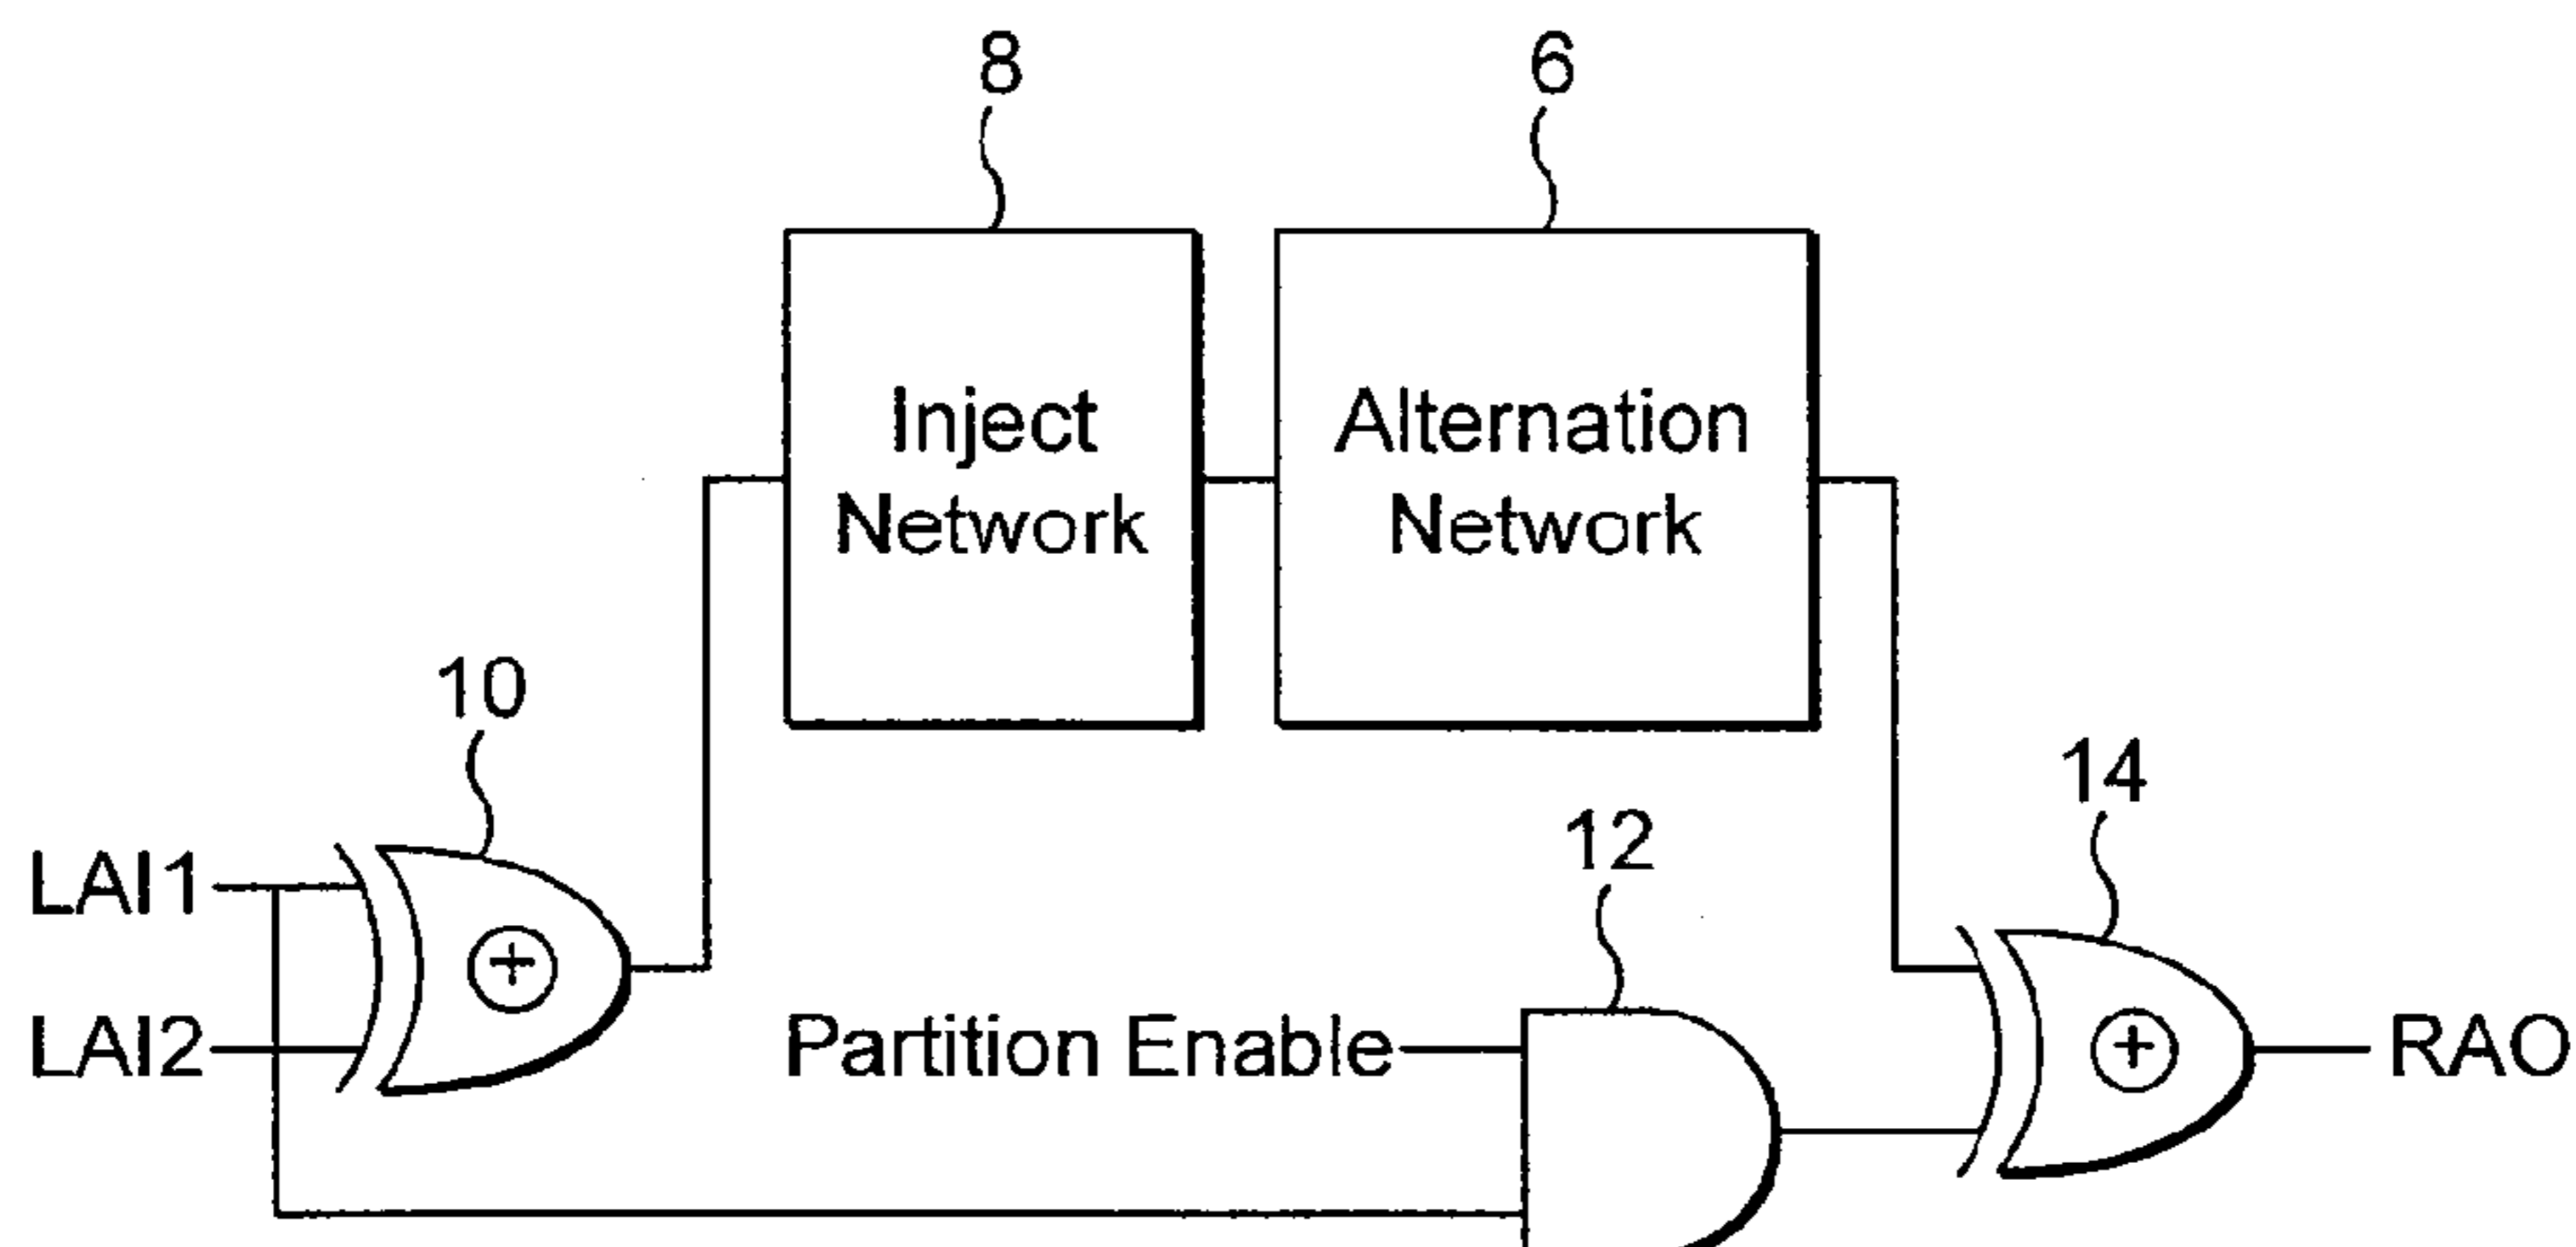 8
6
Inject
Network
Alternation
Network
10
14
12
LAI1
LAI2
Partition Enable
RAO